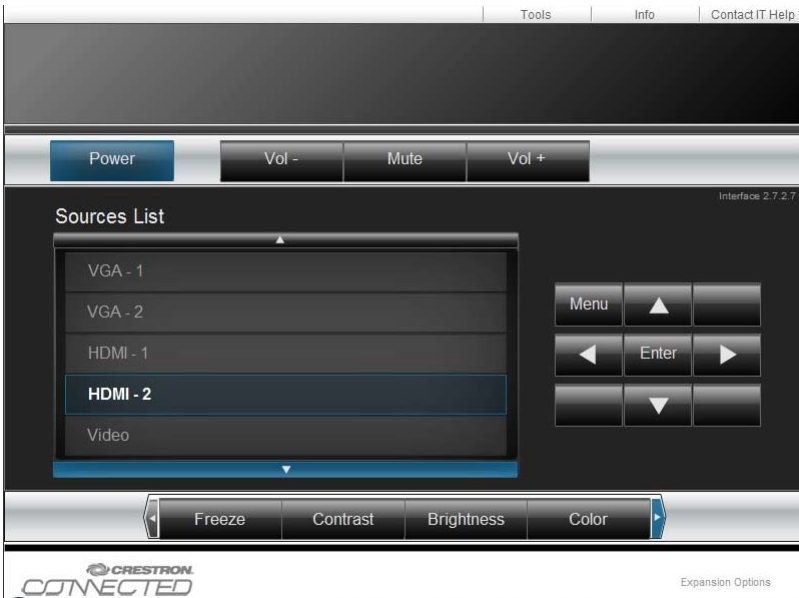 Tools Info Contact IT Help
Power Vol - Mute Vol +
Interface 2.7.2.7
Sources List
VGA - 1
VGA - 2
HDMI - 1
HDMI - 2
Video
Menu
Enter
Freeze Contrast Brightness Color
CRESTRON
CONNECTED
Expansion Options